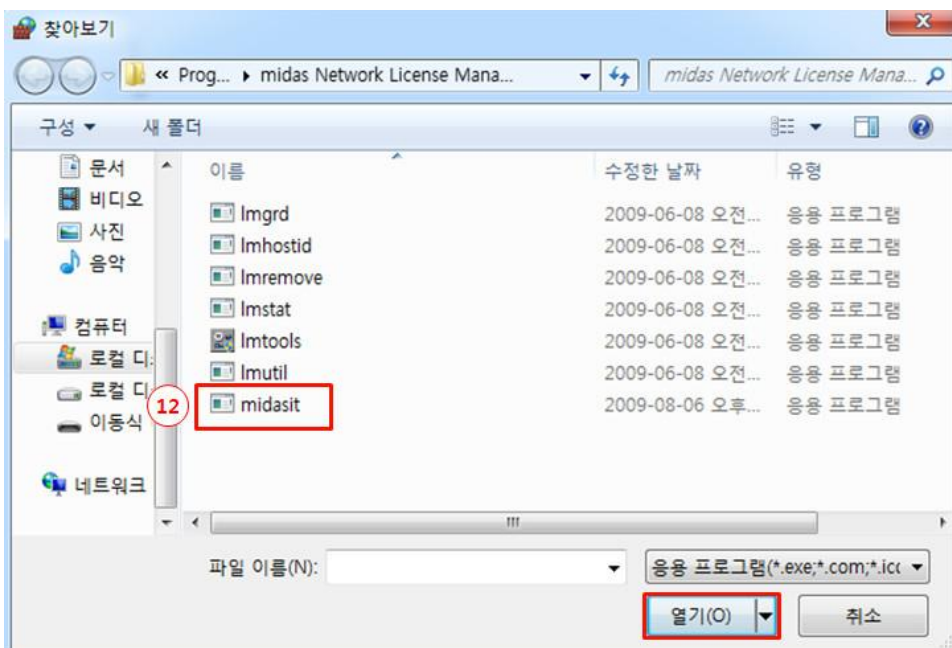 찾아보기
« Prog... ▸ midas Network License Mana...
midas Network License Mana...
구성 새 폴더
문서
비디오
사진
음악
컴퓨터
로컬 디
로컬 디
이동식
네트워크
이름 수정한 날짜 유형
lmgrd 2009-06-08 오전... 응용 프로그램
lmhostid 2009-06-08 오전... 응용 프로그램
lmremove 2009-06-08 오전... 응용 프로그램
lmstat 2009-06-08 오전... 응용 프로그램
lmtools 2009-06-08 오전... 응용 프로그램
lmutil 2009-06-08 오전... 응용 프로그램
12 midasit 2009-08-06 오후... 응용 프로그램
파일 이름(N): 응용 프로그램(*.exe;*.com;*.icc
열기(O) 취소